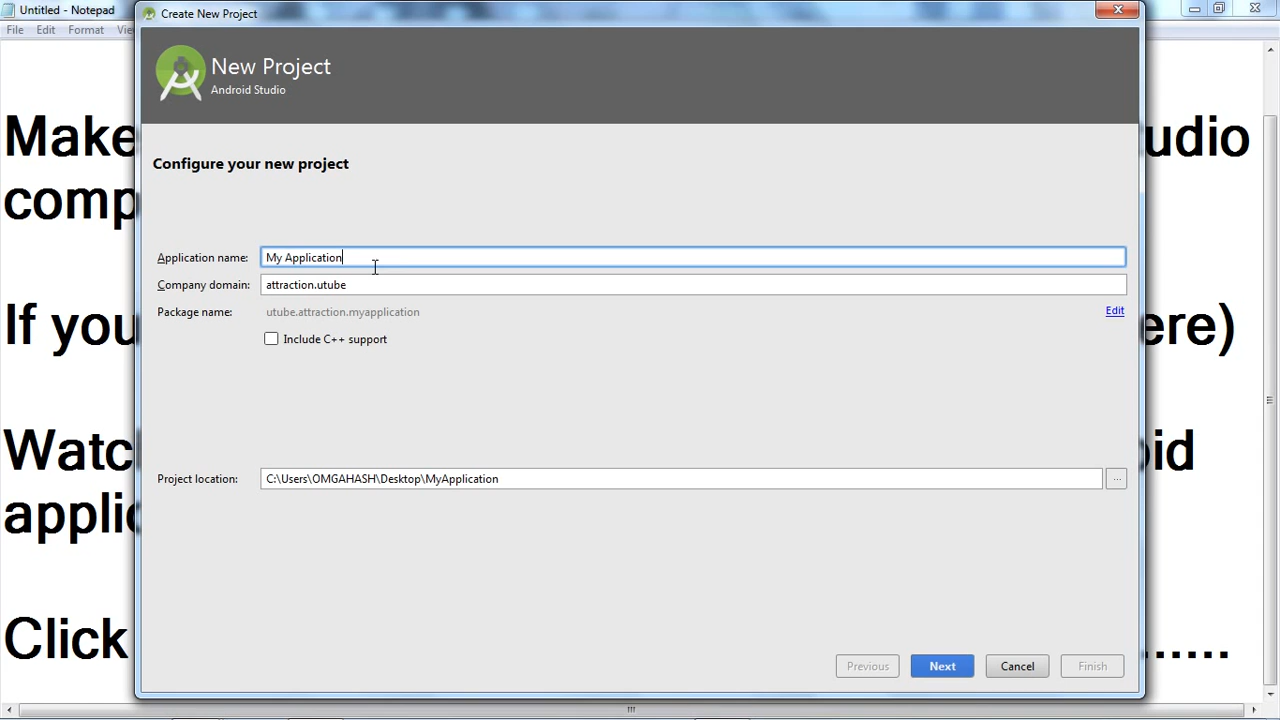 Untitled - Notepad
File Edit Format
Create New Project
New Project
Android Studio
Configure your new project
Application name: My Application
Company domain: attraction.utube
Package name: utube.attraction.myapplication Edit
Include C++ support
Project location: C:\Users\OMGAHASH\Desktop\MyApplication ...
Previous Next Cancel Finish
Make udio
comp
If you ere)
Watc oid
applic
Click ......